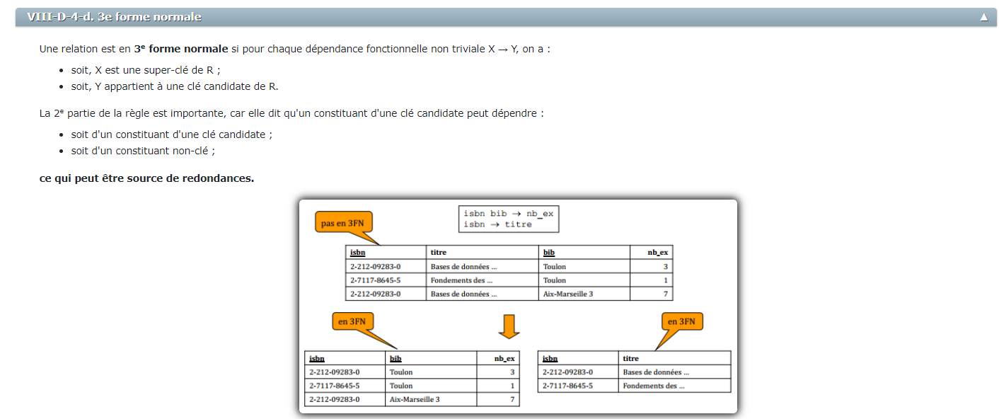 VIII-D-4-d. 3e forme normale
Une relation est en 3e forme normale si pour chaque dépendance fonctionnelle non triviale X → Y, on a :
• soit, X est une super-clé de R ;
• soit, Y appartient à une clé candidate de R.
La 2e partie de la règle est importante, car elle dit qu'un constituant d'une clé candidate peut dépendre :
• soit d'un constituant d'une clé candidate ;
• soit d'un constituant non-clé ;
ce qui peut être source de redondances.
isbn bib → nb_ex
isbn → titre
pas en 3FN
isbn titre bib nb_ex
2-212-09283-0 Bases de données ... Toulon 3
2-7117-8645-5 Fondements des ... Toulon 1
2-212-09283-0 Bases de données ... Aix-Marseille 3 7
en 3FN
isbn bib nb_ex
2-212-09283-0 Toulon 3
2-7117-8645-5 Toulon 1
2-212-09283-0 Aix-Marseille 3 7
en 3FN
isbn titre
2-212-09283-0 Bases de données ...
2-7117-8645-5 Fondements des ...